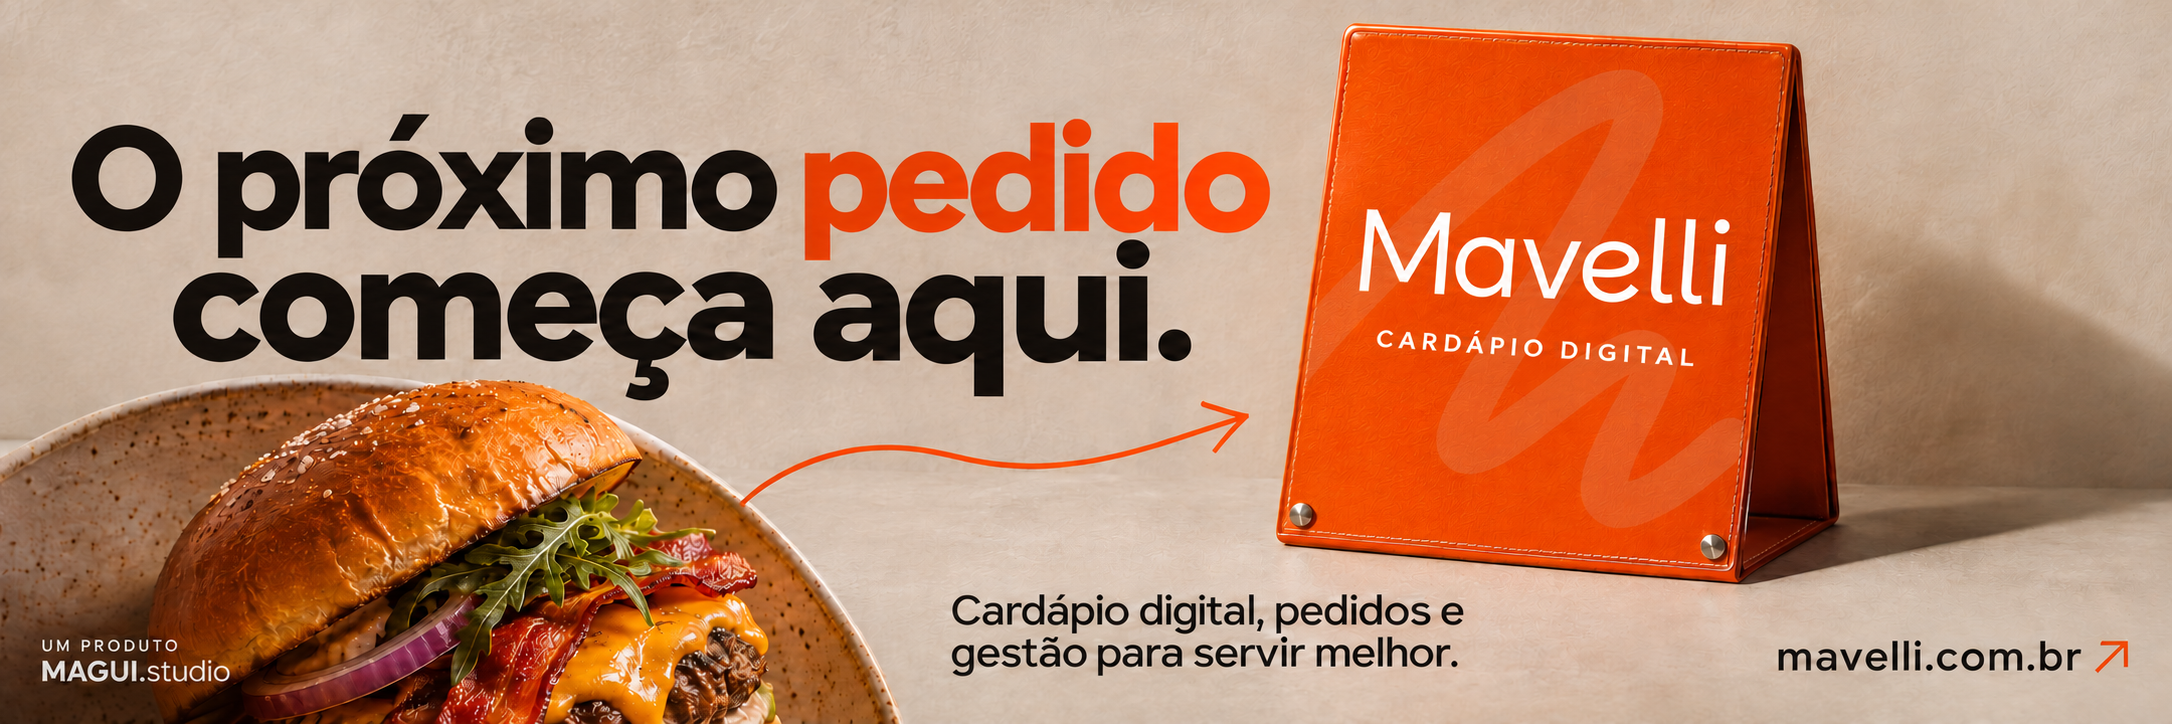 O próximo pedido
começa aqui.
Mavelli
CARDÁPIO DIGITAL
Cardápio digital, pedidos e
gestão para servir melhor.
UM PRODUTO
MAGUI.studio
mavelli.com.br